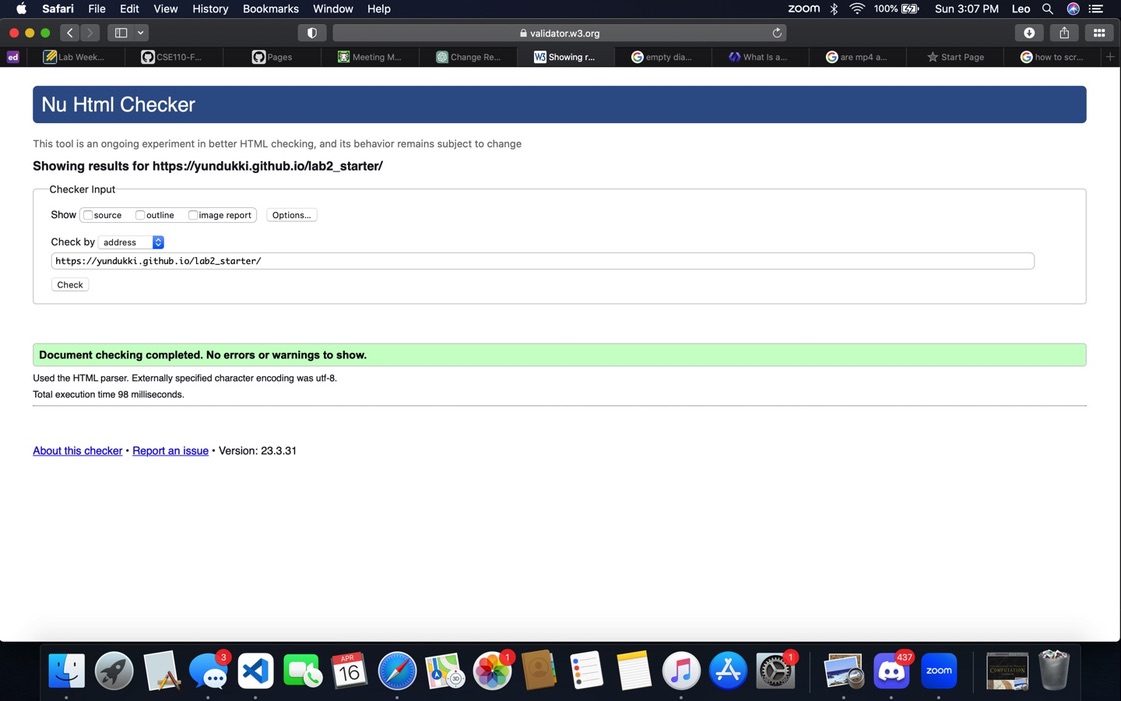 Safari File Edit View History Bookmarks Window Help zoom 100% Sun 3:07 PM Leo
validator.w3.org
ed Lab Week... CSE110-F... Pages Meeting M... Change Re... Showing r... empty dia... What Is a... are mp4 a... Start Page how to scr...
Nu Html Checker
This tool is an ongoing experiment in better HTML checking, and its behavior remains subject to change
Showing results for https://yundukki.github.io/lab2_starter/
Checker Input
Show source outline image report Options...
Check by address
https://yundukki.github.io/lab2_starter/
Check
Document checking completed. No errors or warnings to show.
Used the HTML parser. Externally specified character encoding was utf-8.
Total execution time 98 milliseconds.
About this checker • Report an issue • Version: 23.3.31
3 APR 16 3D 1 1 437 zoom